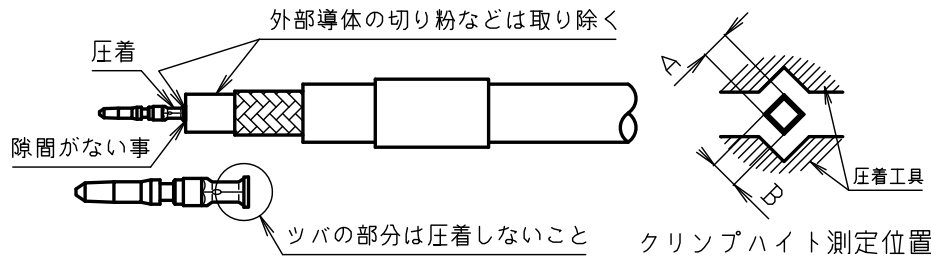 外部導体の切り粉などは取り除く
圧着
隙間がない事
ツバの部分は圧着しないこと
A
B
圧着工具
クリンプハイト測定位置